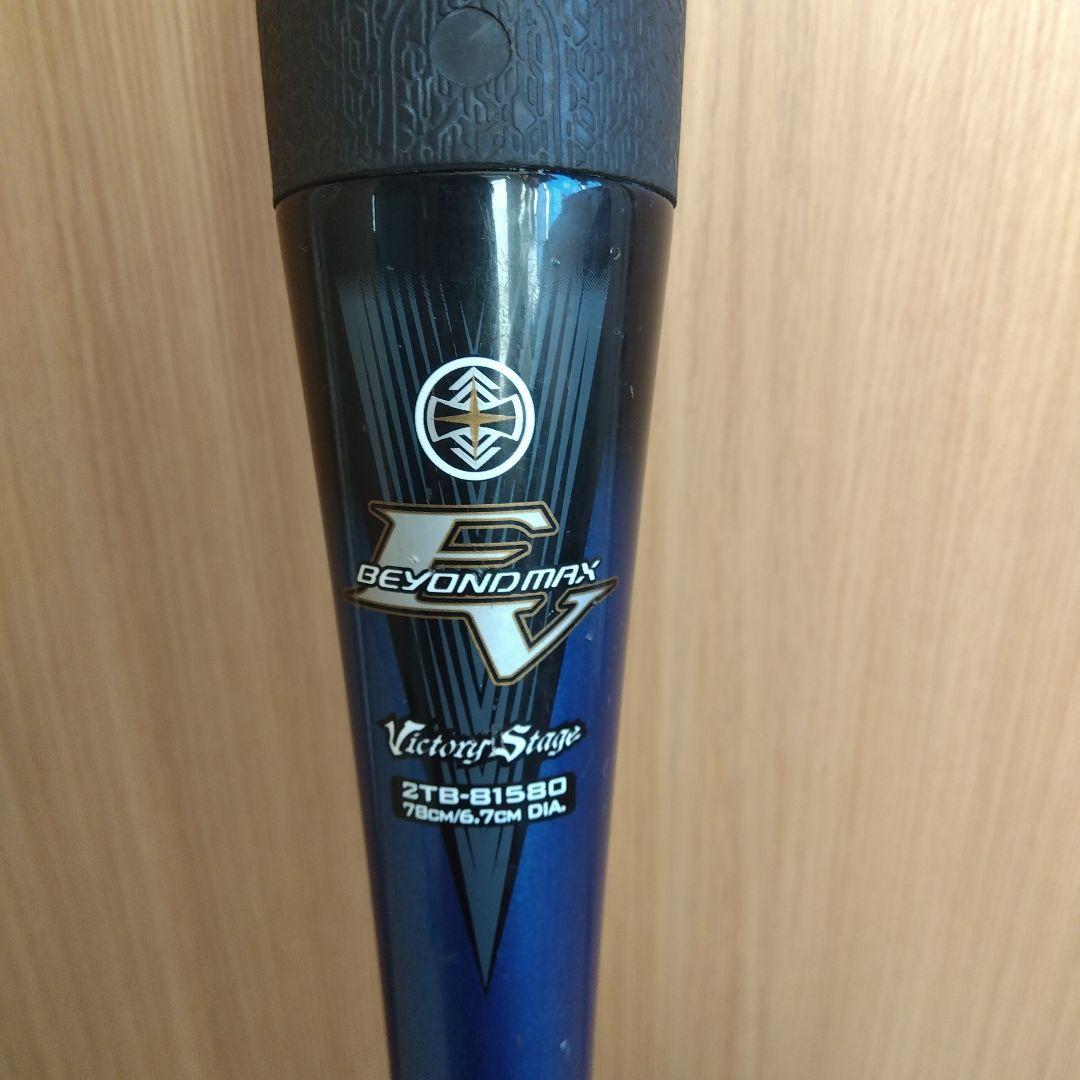 EV
BEYONDMAX
Victory Stage
2TB-81580
78CM/6.7CM DIA.